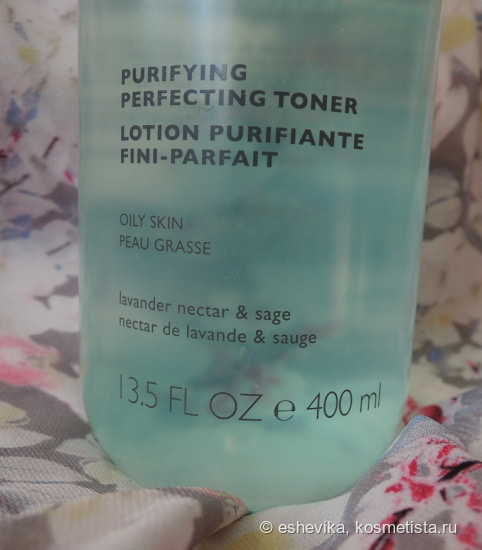 PURIFYING
PERFECTING TONER
LOTION PURIFIANTE
FINI-PARFAIT
OILY SKIN
PEAU GRASSE
lavander nectar & sage
nectar de lavande & sauge
13.5 FL OZ e 400 ml
© eshevika, kosmetista.ru